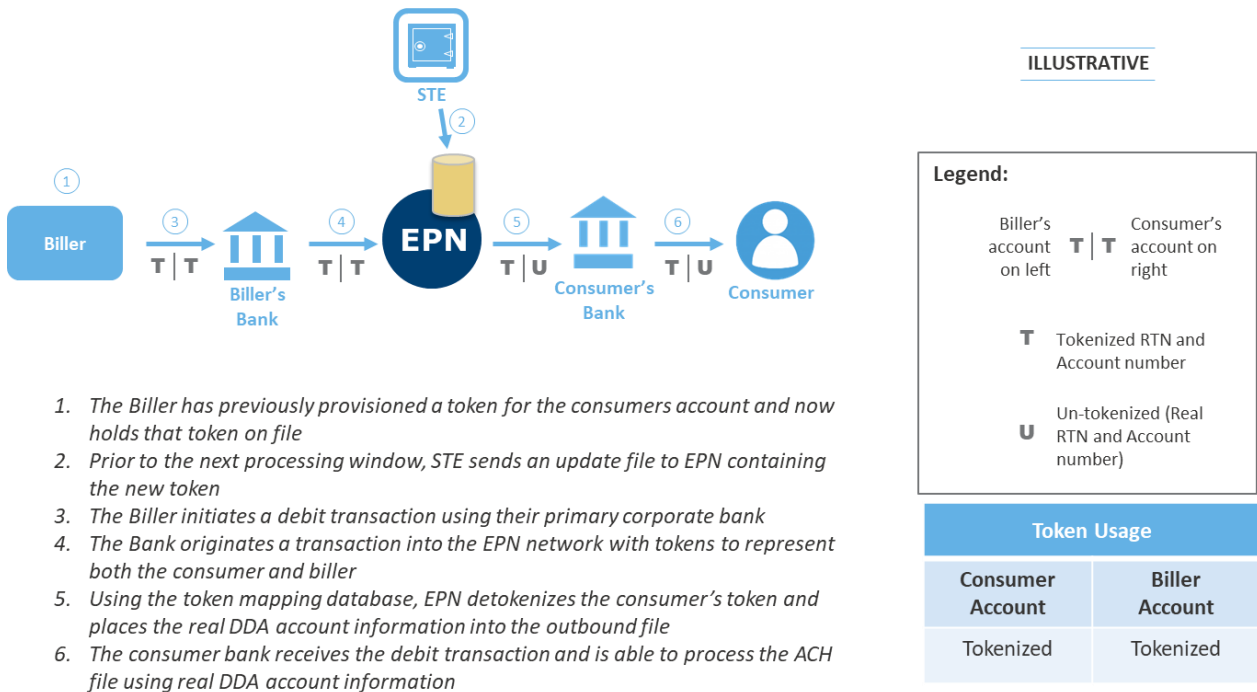 STE
2
ILLUSTRATIVE
1
Biller
3
T | T
Biller's
Bank
4
T | T
EPN
5
T | U
Consumer's
Bank
6
T | U
Consumer
Legend:
Biller's
account
on left
T | T
Consumer's
account on
right
T Tokenized RTN and
Account number
U Un-tokenized (Real
RTN and Account
number)
1. The Biller has previously provisioned a token for the consumers account and now
holds that token on file
2. Prior to the next processing window, STE sends an update file to EPN containing
the new token
3. The Biller initiates a debit transaction using their primary corporate bank
4. The Bank originates a transaction into the EPN network with tokens to represent
both the consumer and biller
5. Using the token mapping database, EPN detokenizes the consumer's token and
places the real DDA account information into the outbound file
6. The consumer bank receives the debit transaction and is able to process the ACH
file using real DDA account information
Token Usage
Consumer
Account
Biller
Account
Tokenized
Tokenized